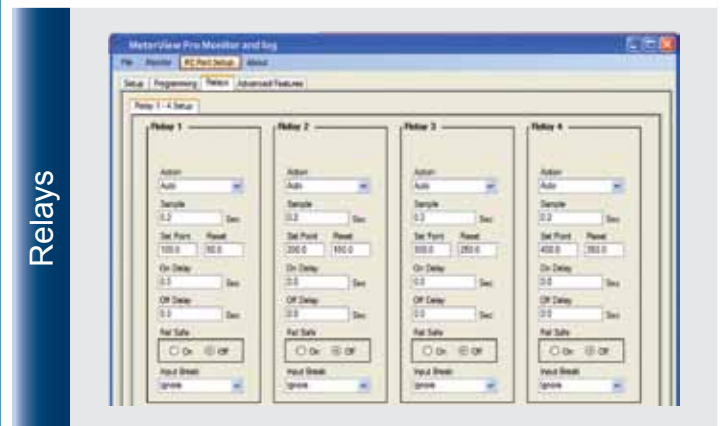 Relays
MeterView Pro Monitor and log
File Monitor PC Port Setup About
Setup Programming Relays Advanced Features
Relay 1 - 4 Setup
Relay 1 Relay 2 Relay 3 Relay 4
Action Action Action Action
Auto Auto Auto Auto
Sample Sample Sample Sample
0.2 Sec 0.2 Sec 0.2 Sec 0.2 Sec
Set Point Reset Set Point Reset Set Point Reset Set Point Reset
100.0 50.0 200.0 150.0 300.0 250.0 400.0 350.0
On Delay On Delay On Delay On Delay
0.0 Sec 0.0 Sec 0.0 Sec 0.0 Sec
Off Delay Off Delay Off Delay Off Delay
0.0 Sec 0.0 Sec 0.0 Sec 0.0 Sec
Fail Safe Fail Safe Fail Safe Fail Safe
On Off On Off On Off On Off
Input Break Input Break Input Break Input Break
Ignore Ignore Ignore Ignore